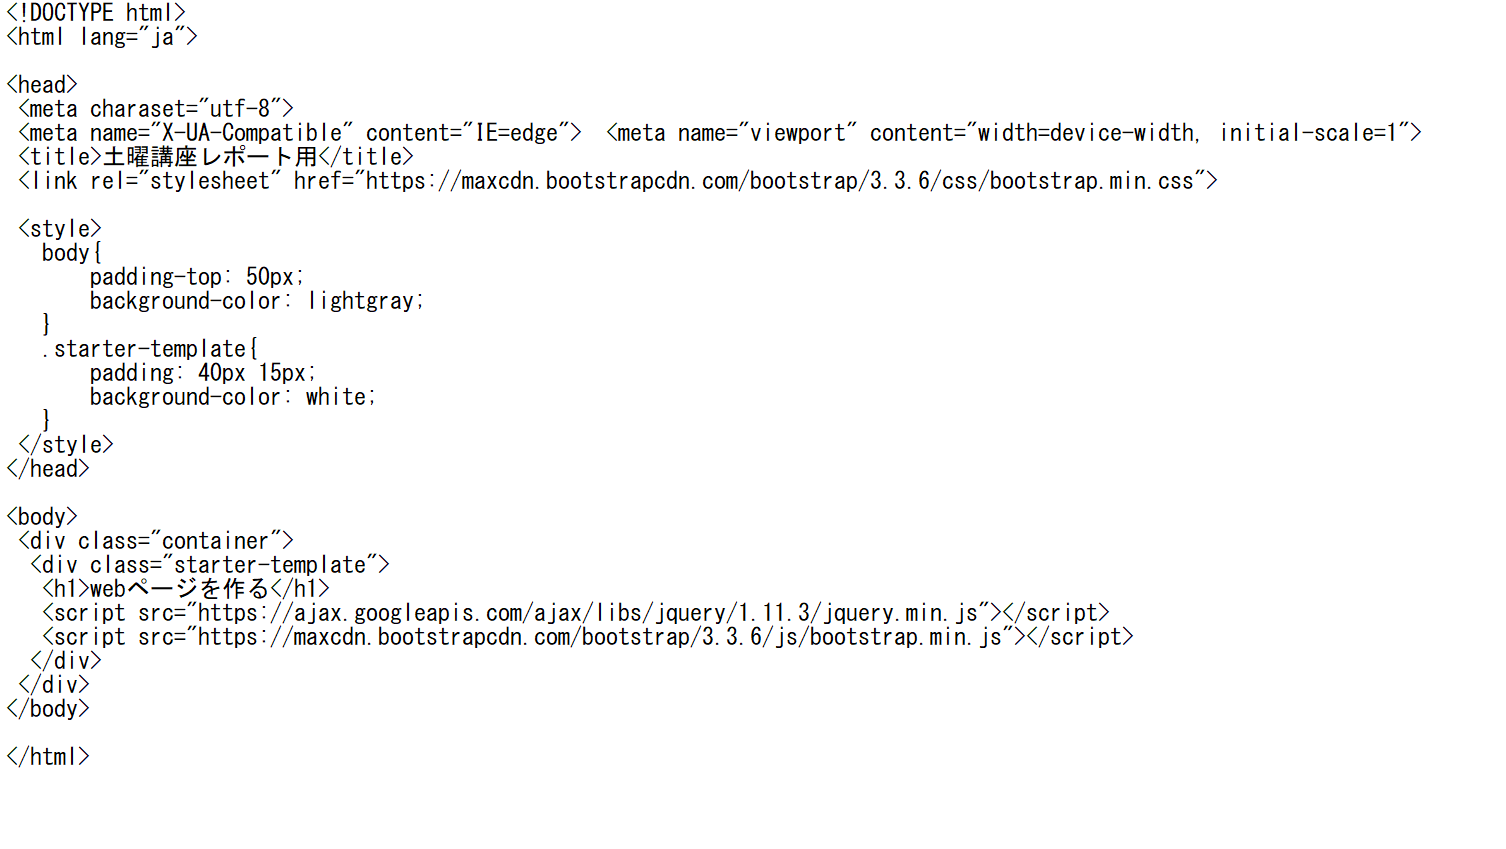 <!DOCTYPE html>
<html lang="ja">
<head>
<meta charaset="utf-8">
<meta name="X-UA-Compatible" content="IE=edge">  <meta name="viewport" content="width=device-width, initial-scale=1">
<title>土曜講座レポート用</title>
<link rel="stylesheet" href="https://maxcdn.bootstrapcdn.com/bootstrap/3.3.6/css/bootstrap.min.css">
<style>
body{
padding-top: 50px;
background-color: lightgray;
}
.starter-template{
padding: 40px 15px;
background-color: white;
}
</style>
</head>
<body>
<div class="container">
<div class="starter-template">
<h1>webページを作る</h1>
<script src="https://ajax.googleapis.com/ajax/libs/jquery/1.11.3/jquery.min.js"></script>
<script src="https://maxcdn.bootstrapcdn.com/bootstrap/3.3.6/js/bootstrap.min.js"></script>
</div>
</div>
</body>
</html>